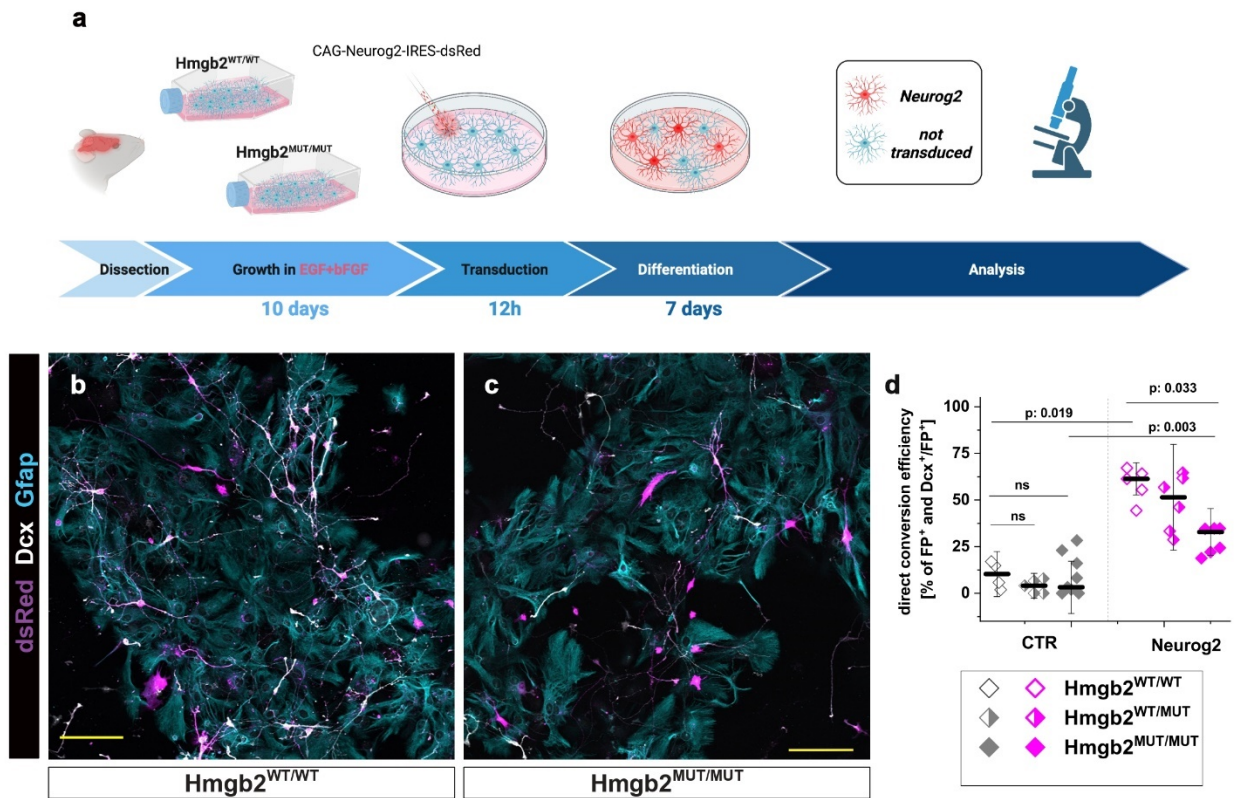 a
Hmgb2WT/WT
Hmgb2MUT/MUT
CAG-Neurog2-IRES-dsRed
Neurog2
not
transduced
Dissection
Growth in EGF+bFGF
Transduction
Differentiation
Analysis
10 days
12h
7 days
dsRed Dcx Gfap
b
c
Hmgb2WT/WT
Hmgb2MUT/MUT
d
direct conversion efficiency
[% of FP+ and Dcx+/FP+]
100
75
50
25
0
p: 0.033
p: 0.019
p: 0.003
ns
ns
CTR
Neurog2
Hmgb2WT/WT
Hmgb2WT/MUT
Hmgb2MUT/MUT